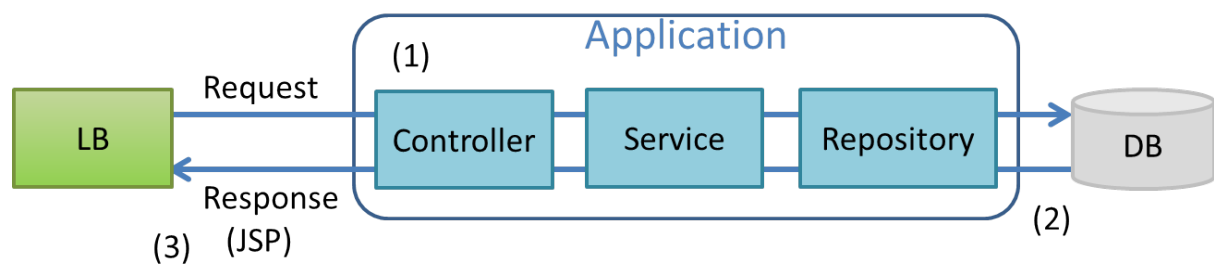 Application
(1)
Request
LB
Controller
Service
Repository
DB
Response
(JSP)
(2)
(3)